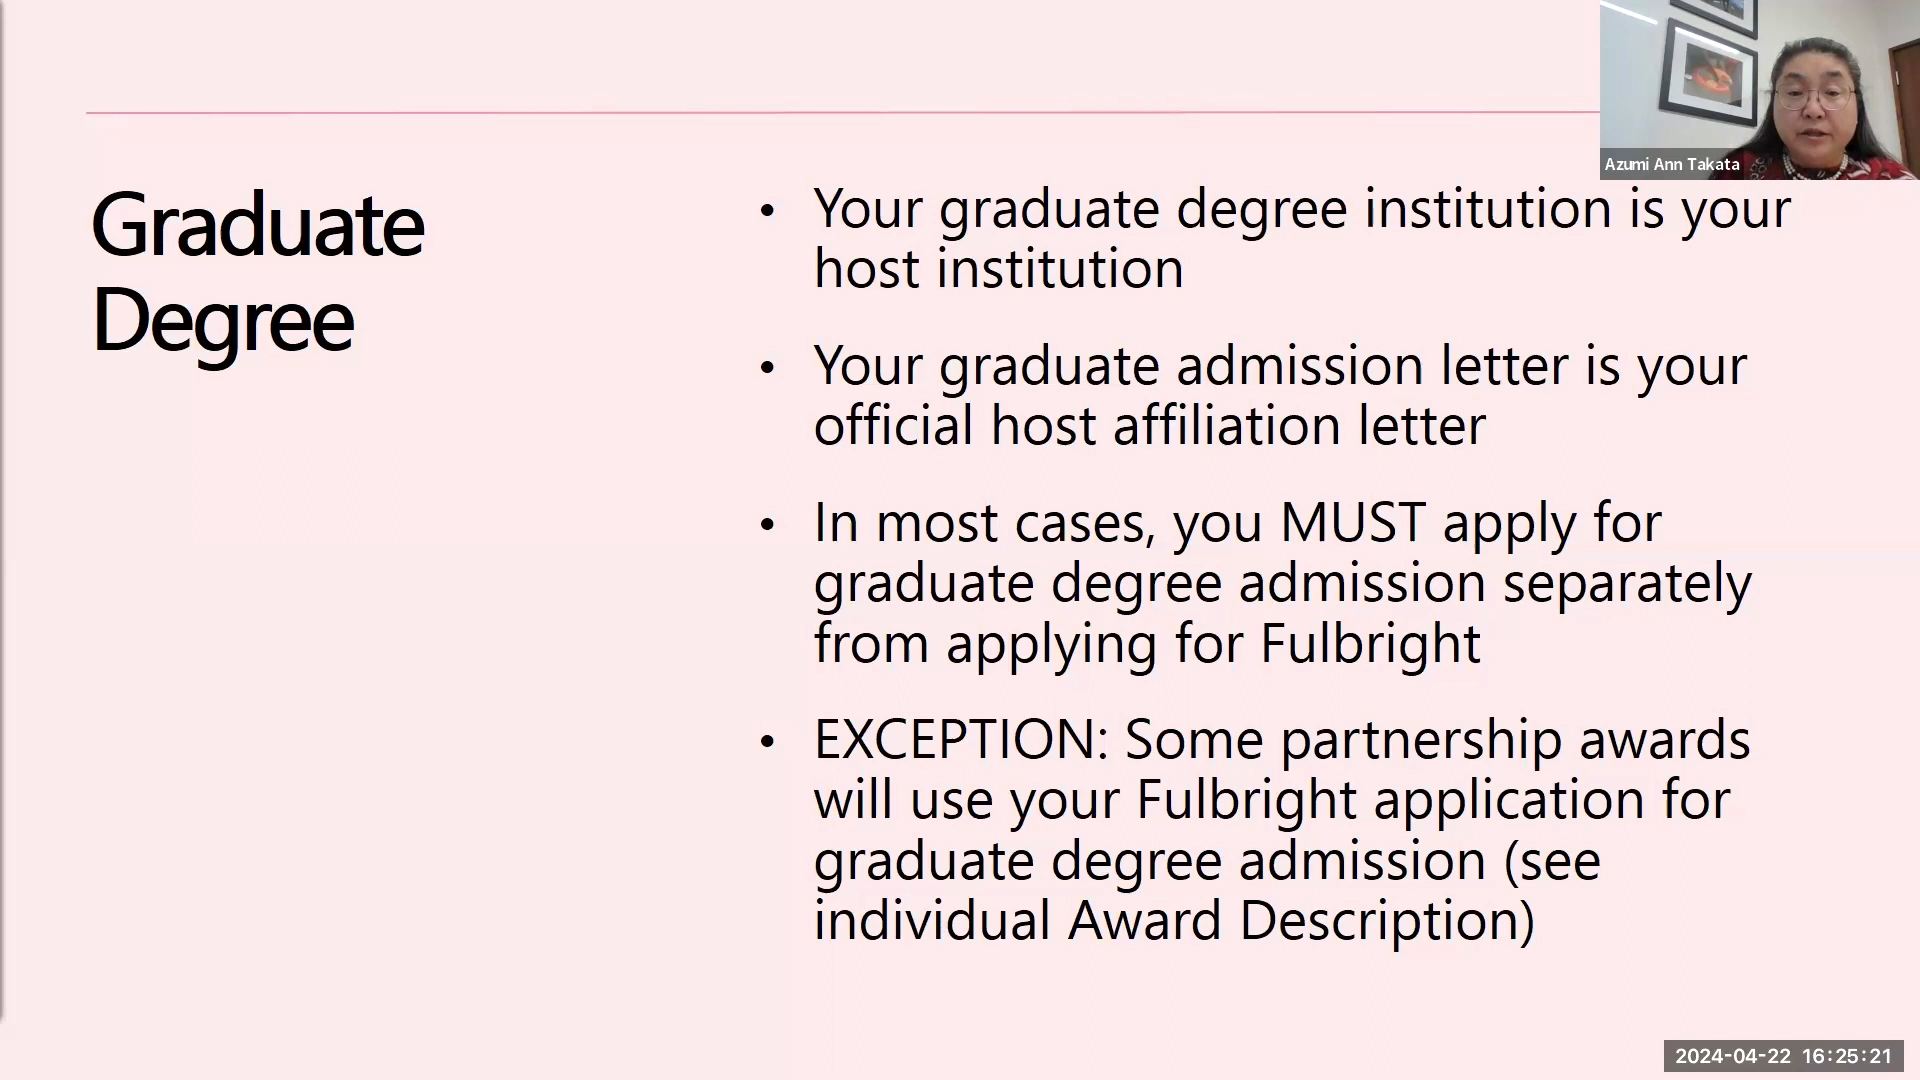 Azumi Ann Takata
Graduate
Degree
• Your graduate degree institution is your
host institution
• Your graduate admission letter is your
official host affiliation letter
• In most cases, you MUST apply for
graduate degree admission separately
from applying for Fulbright
• EXCEPTION: Some partnership awards
will use your Fulbright application for
graduate degree admission (see
individual Award Description)
2024-04-22 16:25:21